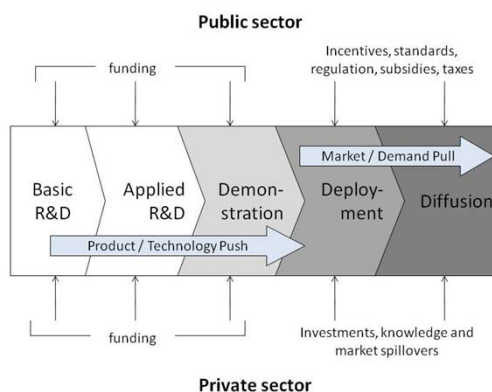 Public sector
funding
Incentives, standards,
regulation, subsidies, taxes
Market / Demand Pull
Basic
R&D
Applied
R&D
Demon-
stration
Deploy-
ment
Diffusion
Product / Technology Push
funding
Investments, knowledge and
market spillovers
Private sector